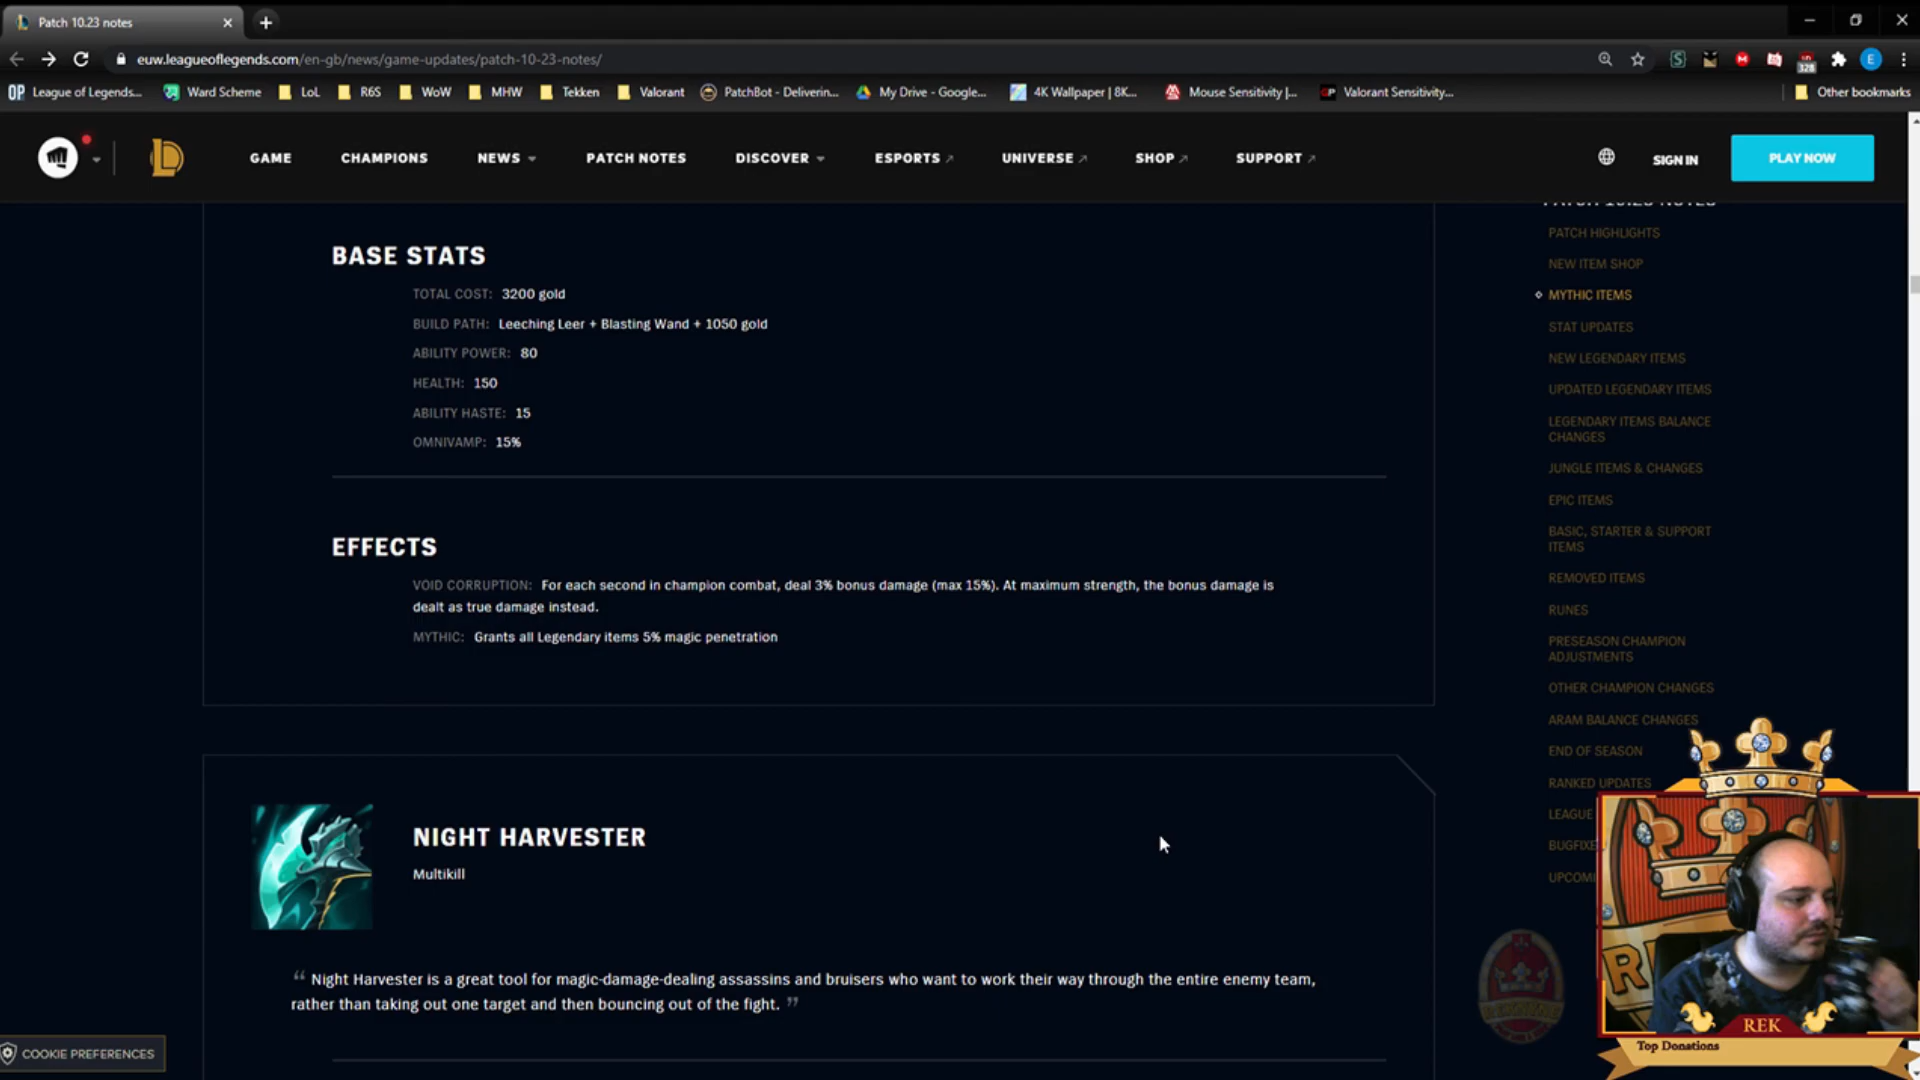 Patch 10.23 notes
euw.leagueoflegends.com/en-gb/news/game-updates/patch-10-23-notes/
328
E
OP League of Legends... Ward Scheme LoL R6S WoW MHW Tekken Valorant PatchBot - Deliverin... My Drive - Google... 4K Wallpaper | 8K... Mouse Sensitivity |... Valorant Sensitivity... Other bookmarks
GAME CHAMPIONS NEWS PATCH NOTES DISCOVER ESPORTS UNIVERSE SHOP SUPPORT SIGN IN PLAY NOW
BASE STATS
TOTAL COST: 3200 gold
BUILD PATH: Leeching Leer + Blasting Wand + 1050 gold
ABILITY POWER: 80
HEALTH: 150
ABILITY HASTE: 15
OMNIVAMP: 15%
EFFECTS
VOID CORRUPTION: For each second in champion combat, deal 3% bonus damage (max 15%). At maximum strength, the bonus damage is
dealt as true damage instead.
MYTHIC: Grants all Legendary items 5% magic penetration
NIGHT HARVESTER
Multikill
“ Night Harvester is a great tool for magic-damage-dealing assassins and bruisers who want to work their way through the entire enemy team,
rather than taking out one target and then bouncing out of the fight. ”
PATCH 10.23 NOTES
PATCH HIGHLIGHTS
NEW ITEM SHOP
MYTHIC ITEMS
STAT UPDATES
NEW LEGENDARY ITEMS
UPDATED LEGENDARY ITEMS
LEGENDARY ITEMS BALANCE
CHANGES
JUNGLE ITEMS & CHANGES
EPIC ITEMS
BASIC, STARTER & SUPPORT
ITEMS
REMOVED ITEMS
RUNES
PRESEASON CHAMPION
ADJUSTMENTS
OTHER CHAMPION CHANGES
ARAM BALANCE CHANGES
END OF SEASON
RANKED UPDATES
LEAGUE
BUGFIXE
UPCOMI
REK
Top Donations
COOKIE PREFERENCES